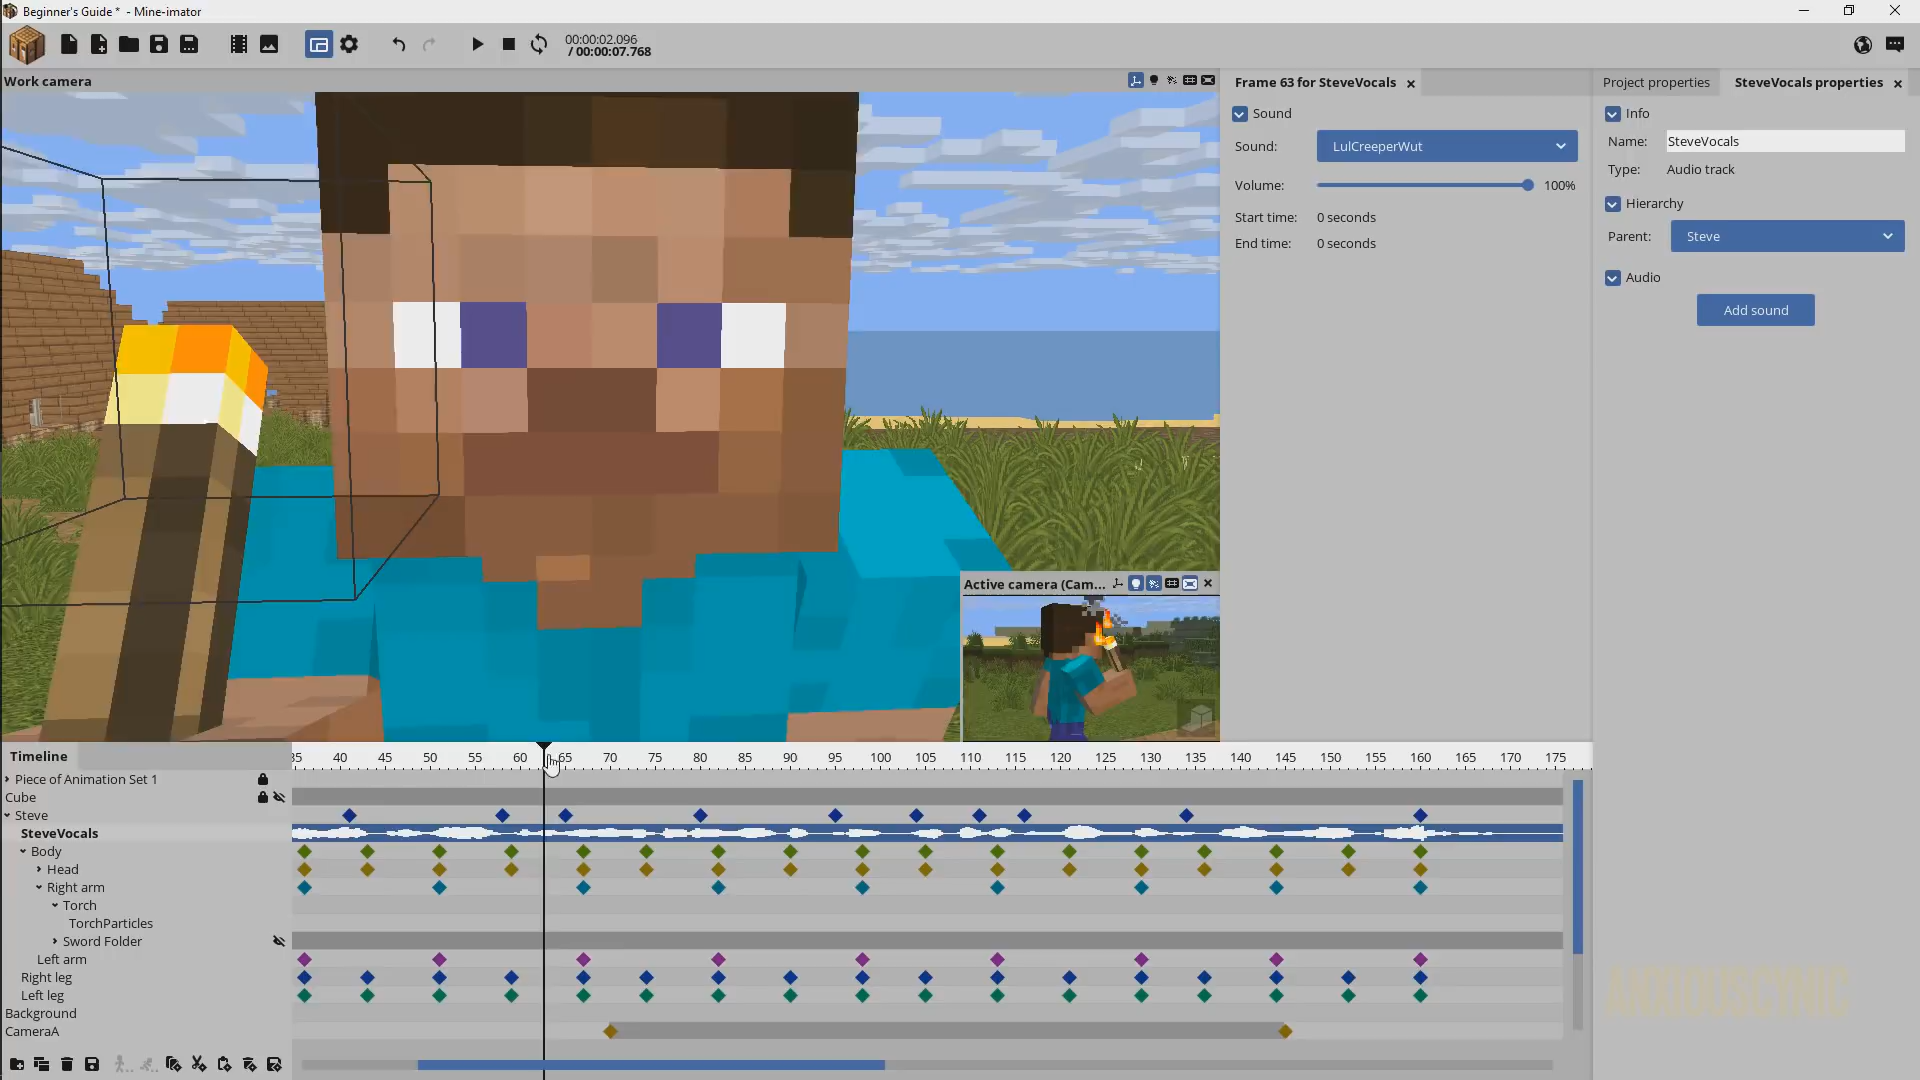 Beginner's Guide * - Mine-imator
00:00:02.096
/ 00:00:07.768
Work camera
Frame 63 for SteveVocals
Sound
Sound: LulCreeperWut
Volume: 100%
Start time: 0 seconds
End time: 0 seconds
Project properties
SteveVocals properties
Info
Name: SteveVocals
Type: Audio track
Hierarchy
Parent: Steve
Audio
Add sound
Active camera (Cam...
Timeline
35 40 45 50 55 60 65 70 75 80 85 90 95 100 105 110 115 120 125 130 135 140 145 150 155 160 165 170 175
Piece of Animation Set 1
Cube
Steve
SteveVocals
Body
Head
Right arm
Torch
TorchParticles
Sword Folder
Left arm
Right leg
Left leg
Background
CameraA